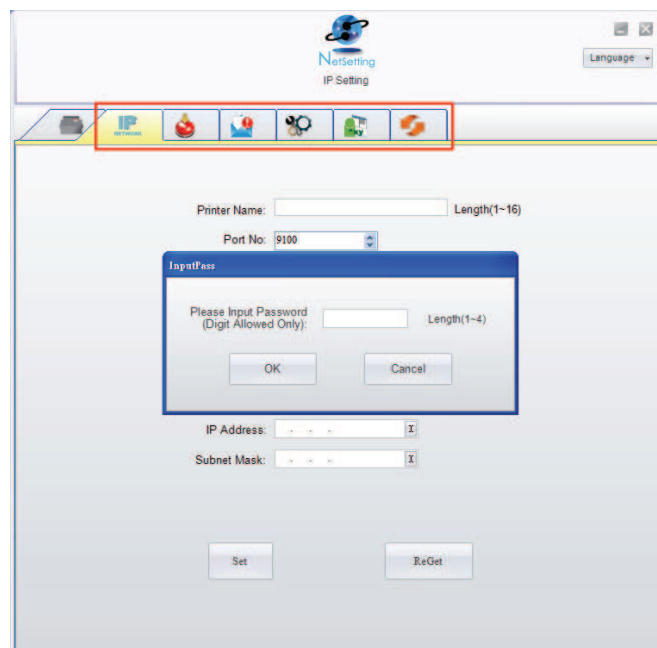 NetSetting
Language
IP Setting
IP
NETWORK
Printer Name:
Length(1~16)
Port No:
9100
InputPass
Please Input Password
(Digit Allowed Only):
Length(1~4)
OK
Cancel
IP Address:
. . .
X
Subnet Mask:
. . .
X
Set
ReGet